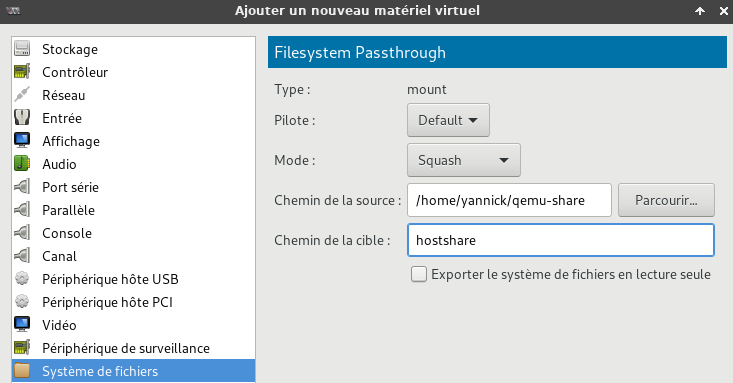 Ajouter un nouveau matériel virtuel
Stockage
Contrôleur
Réseau
Entrée
Affichage
Audio
Port série
Parallèle
Console
Canal
Périphérique hôte USB
Périphérique hôte PCI
Vidéo
Périphérique de surveillance
Système de fichiers
Filesystem Passthrough
Type : mount
Pilote : Default
Mode : Squash
Chemin de la source : /home/yannick/qemu-share Parcourir...
Chemin de la cible : hostshare
Exporter le système de fichiers en lecture seule